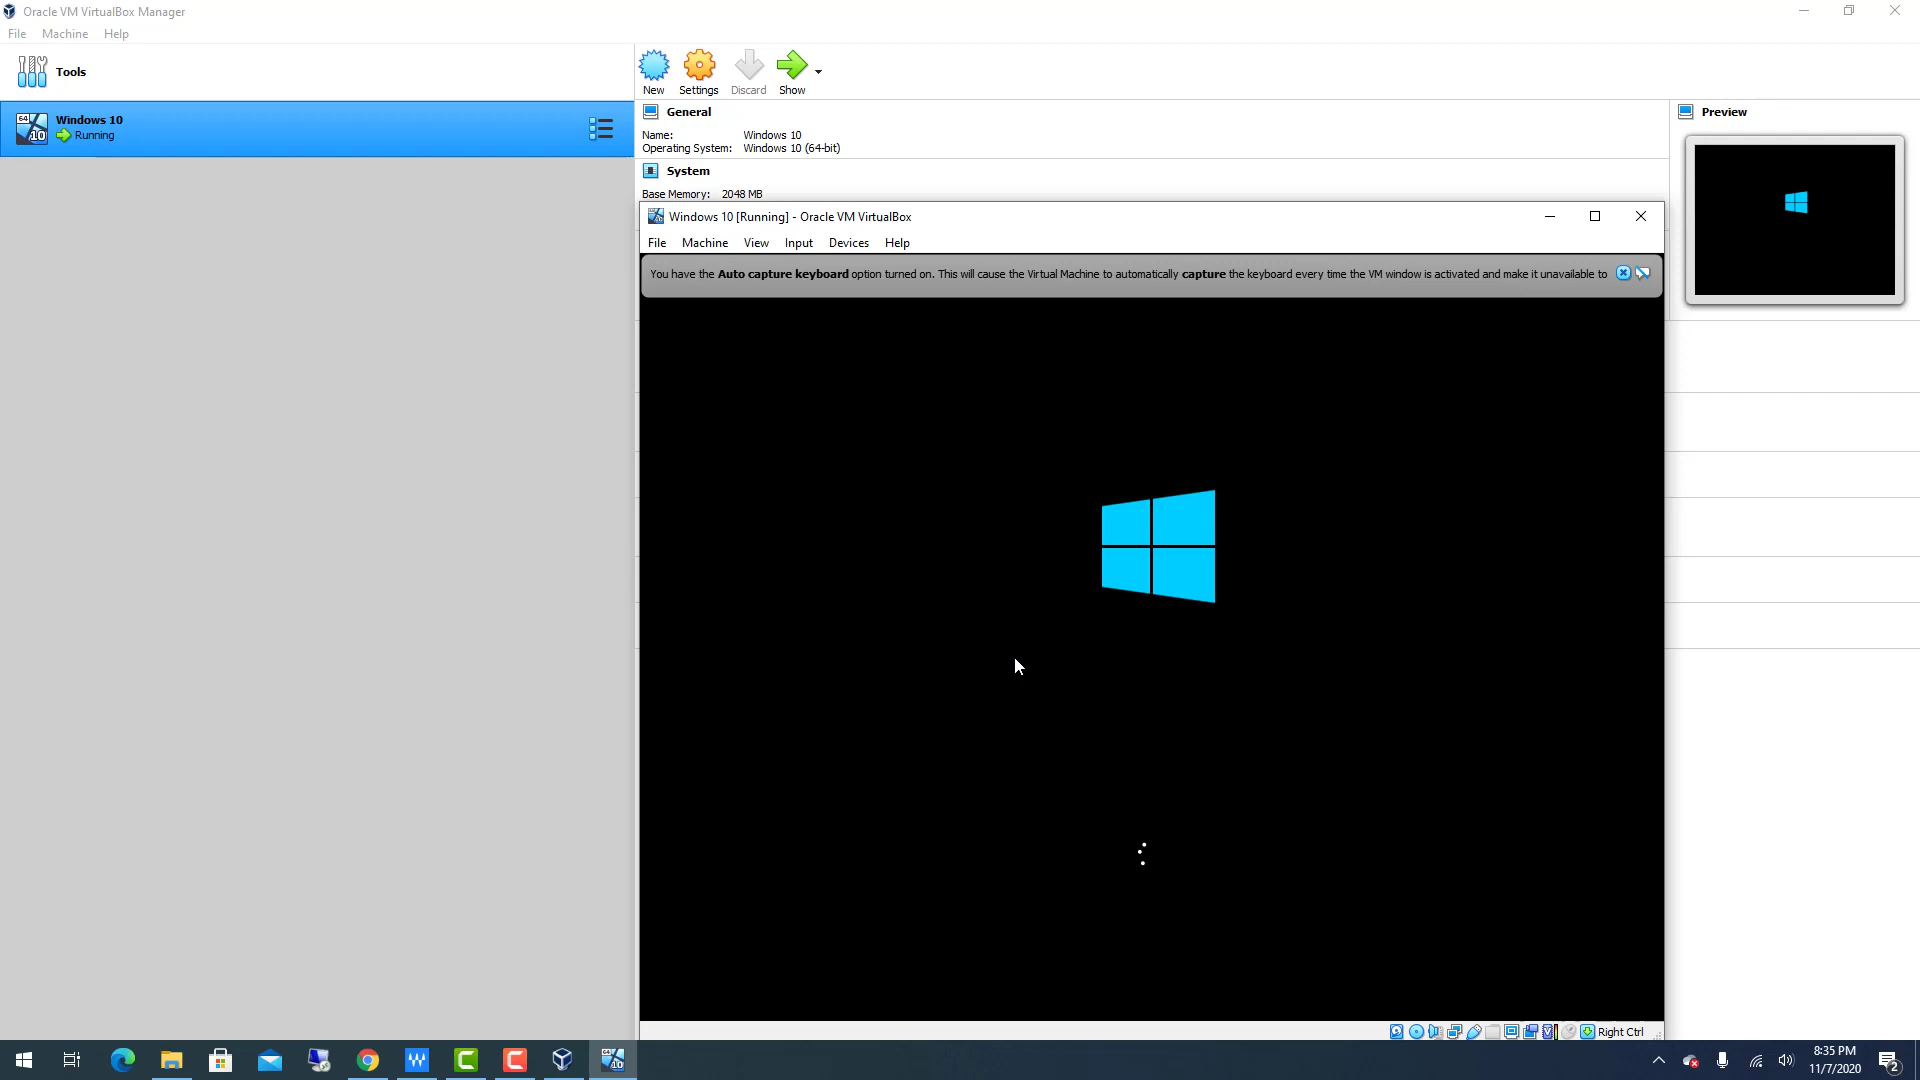 Oracle VM VirtualBox Manager
File Machine Help
Tools
Windows 10
Running
New Settings Discard Show
General
Name: Windows 10
Operating System: Windows 10 (64-bit)
System
Base Memory: 2048 MB
Preview
Windows 10 [Running] - Oracle VM VirtualBox
File Machine View Input Devices Help
You have the Auto capture keyboard option turned on. This will cause the Virtual Machine to automatically capture the keyboard every time the VM window is activated and make it unavailable to
Right Ctrl
8:35 PM
11/7/2020
2